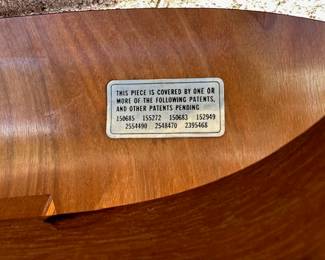 THIS PIECE IS COVERED BY ONE OR
MORE OF THE FOLLOWING PATENTS,
AND OTHER PATENTS PENDING
150685 155272 150683 152949
2554490 2548470 2395468